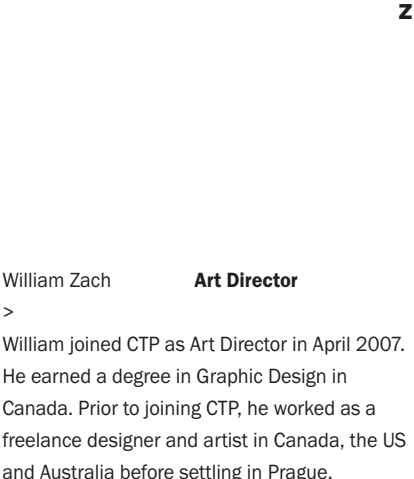 z
William Zach Art Director
>
William joined CTP as Art Director in April 2007.
He earned a degree in Graphic Design in
Canada. Prior to joining CTP, he worked as a
freelance designer and artist in Canada, the US
and Australia before settling in Prague.